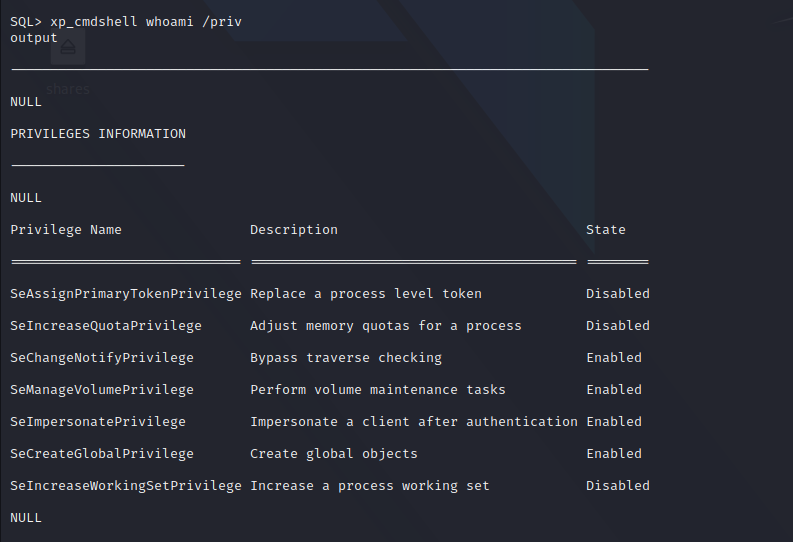 SQL> xp_cmdshell whoami /priv
output
shares
--------------------------------------------------------------------------------
NULL
PRIVILEGES INFORMATION
----------------------
NULL
Privilege Name Description State
============================= ========================================= ========
SeAssignPrimaryTokenPrivilege Replace a process level token Disabled
SeIncreaseQuotaPrivilege Adjust memory quotas for a process Disabled
SeChangeNotifyPrivilege Bypass traverse checking Enabled
SeManageVolumePrivilege Perform volume maintenance tasks Enabled
SeImpersonatePrivilege Impersonate a client after authentication Enabled
SeCreateGlobalPrivilege Create global objects Enabled
SeIncreaseWorkingSetPrivilege Increase a process working set Disabled
NULL